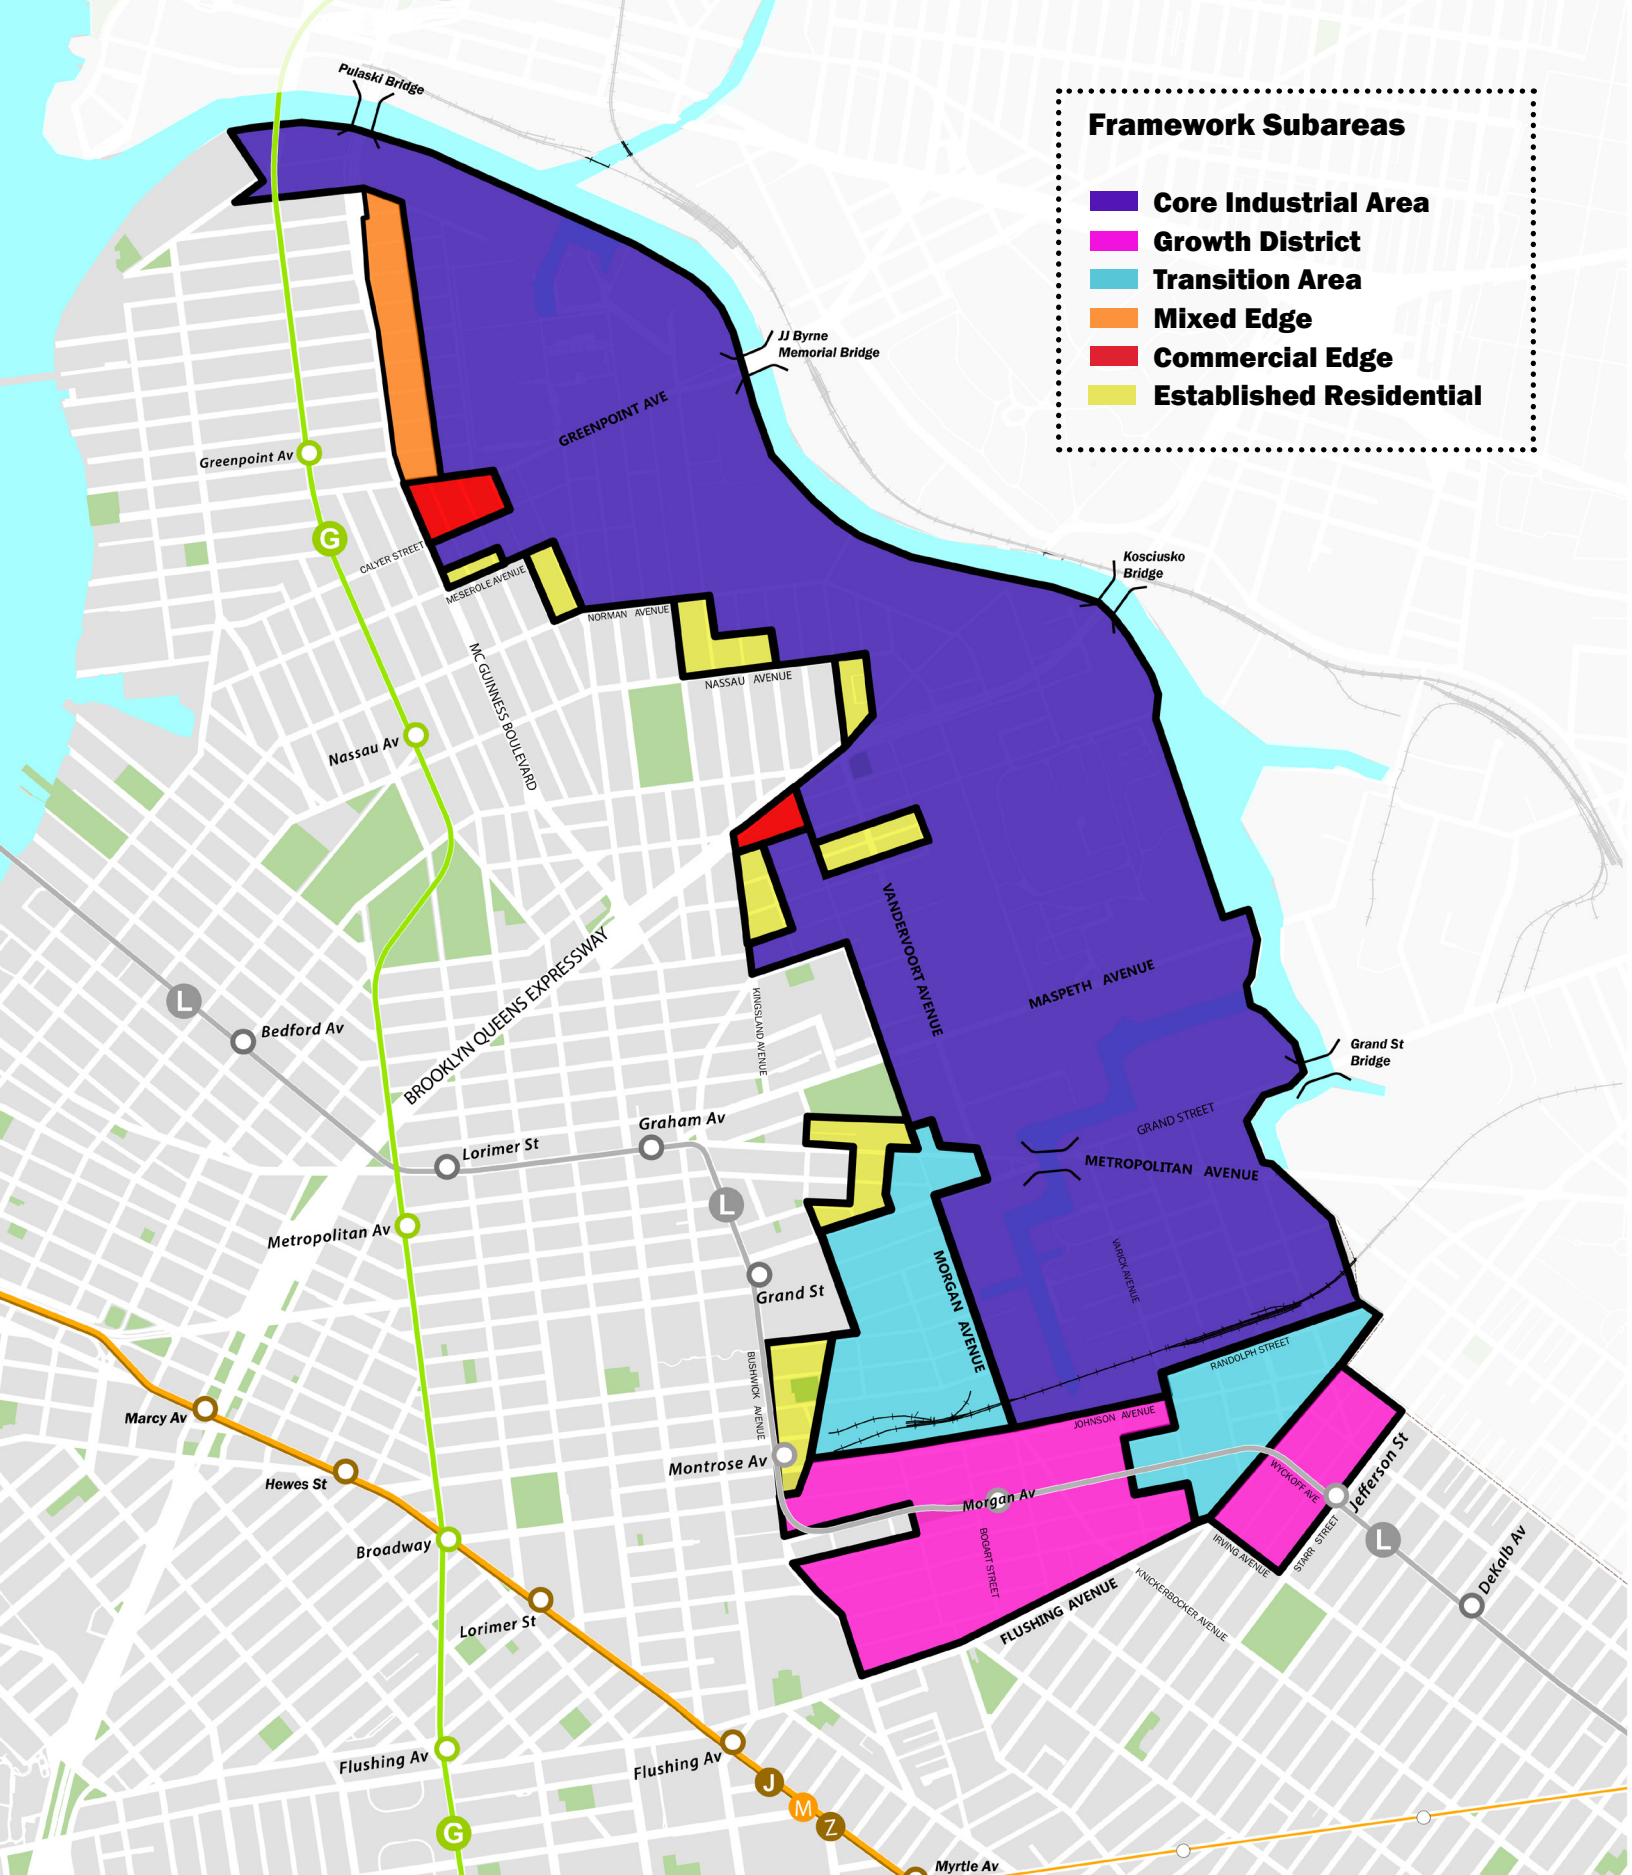 Pulaski Bridge
Framework Subareas
Core Industrial Area
Growth District
Transition Area
Mixed Edge
Commercial Edge
Established Residential
JJ Byrne
Memorial Bridge
GREENPOINT AVE
Greenpoint Av
G
CALYER STREET
MESEROLE AVENUE
NORMAN AVENUE
Kosciusko
Bridge
MC GUINNESS BOULEVARD
NASSAU AVENUE
Nassau Av
VANDERVOORT AVENUE
BROOKLYN QUEENS EXPRESSWAY
MASPETH AVENUE
KINGSLAND AVENUE
L
Bedford Av
Grand St
Bridge
GRAND STREET
Graham Av
Lorimer St
METROPOLITAN AVENUE
L
Metropolitan Av
VARICK AVENUE
MORGAN AVENUE
Grand St
RANDOLPH STREET
BUSHWICK AVENUE
Marcy Av
JOHNSON AVENUE
Montrose Av
Hewes St
WYCKOFF AVE
Jefferson St
Morgan Av
BOGART STREET
L
IRVING AVENUE
STARR STREET
DeKalb Av
Broadway
KNICKERBOCKER AVENUE
FLUSHING AVENUE
Lorimer St
Flushing Av
Flushing Av
J
M
Z
G
Myrtle Av